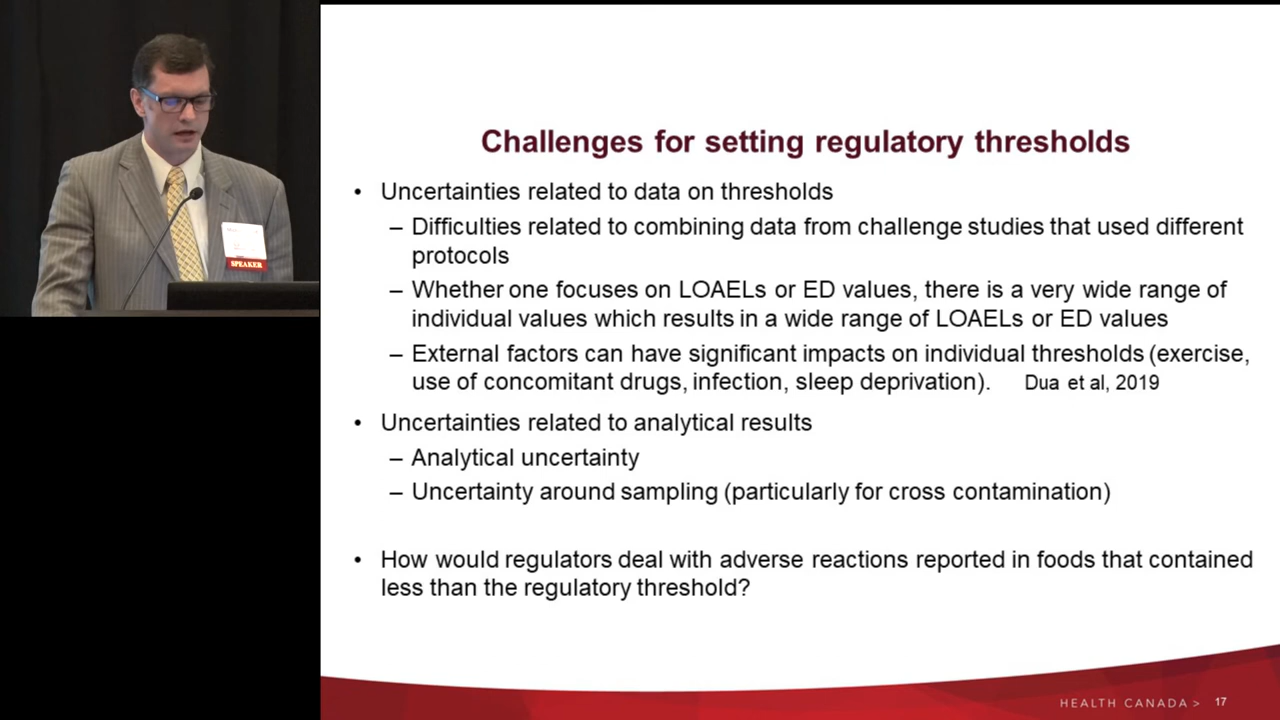 Challenges for setting regulatory thresholds
• Uncertainties related to data on thresholds
– Difficulties related to combining data from challenge studies that used different
protocols
– Whether one focuses on LOAELs or ED values, there is a very wide range of
individual values which results in a wide range of LOAELs or ED values
– External factors can have significant impacts on individual thresholds (exercise,
use of concomitant drugs, infection, sleep deprivation). Dua et al, 2019
• Uncertainties related to analytical results
– Analytical uncertainty
– Uncertainty around sampling (particularly for cross contamination)
• How would regulators deal with adverse reactions reported in foods that contained
less than the regulatory threshold?
HEALTH CANADA > 17
SPEAKER